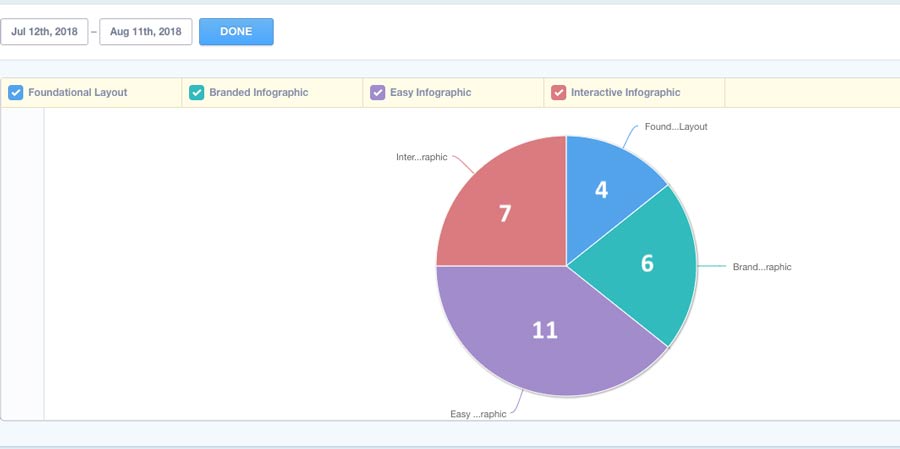 Jul 12th, 2018 – Aug 11th, 2018 DONE
Foundational Layout Branded Infographic Easy Infographic Interactive Infographic
Found...Layout
Inter...raphic
4
7
6
Brand...raphic
11
Easy ...raphic